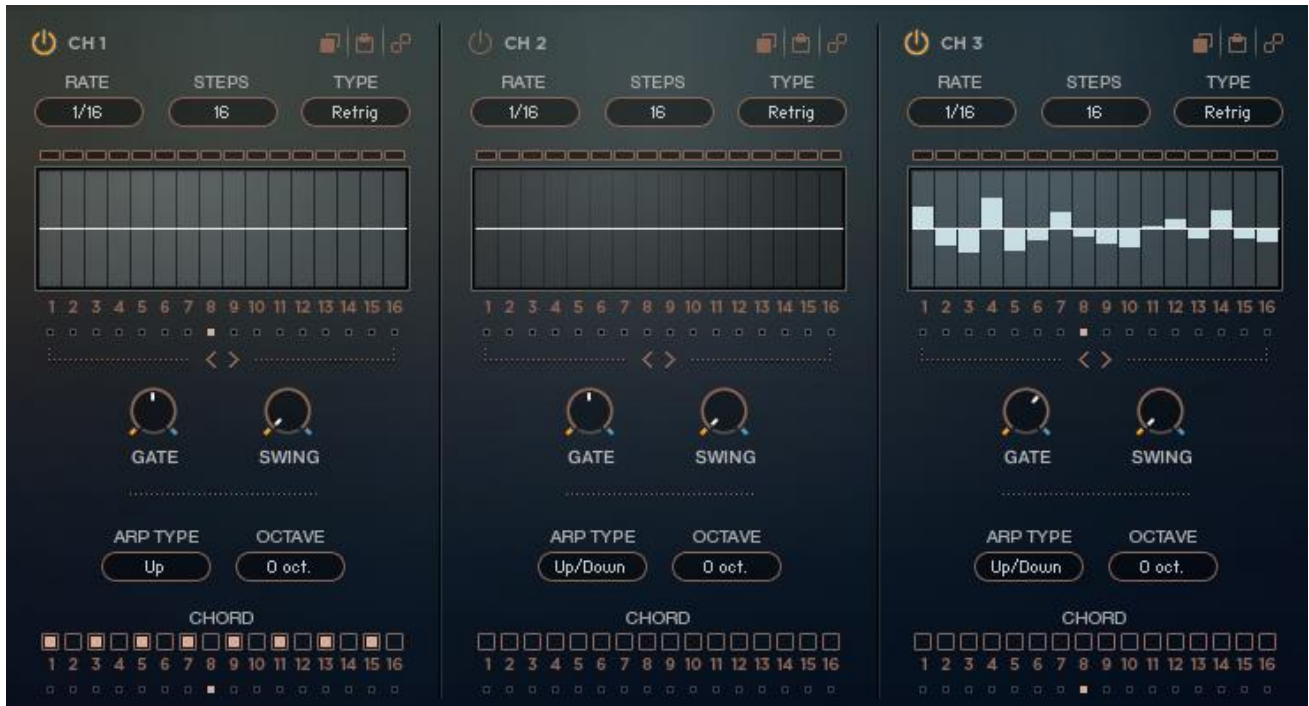 CH 1
RATE STEPS TYPE
1/16 16 Retrig
1 2 3 4 5 6 7 8 9 10 11 12 13 14 15 16
GATE SWING
ARP TYPE OCTAVE
Up 0 oct.
CHORD
1 2 3 4 5 6 7 8 9 10 11 12 13 14 15 16
CH 2
RATE STEPS TYPE
1/16 16 Retrig
1 2 3 4 5 6 7 8 9 10 11 12 13 14 15 16
GATE SWING
ARP TYPE OCTAVE
Up/Down 0 oct.
CHORD
1 2 3 4 5 6 7 8 9 10 11 12 13 14 15 16
CH 3
RATE STEPS TYPE
1/16 16 Retrig
1 2 3 4 5 6 7 8 9 10 11 12 13 14 15 16
GATE SWING
ARP TYPE OCTAVE
Up/Down 0 oct.
CHORD
1 2 3 4 5 6 7 8 9 10 11 12 13 14 15 16